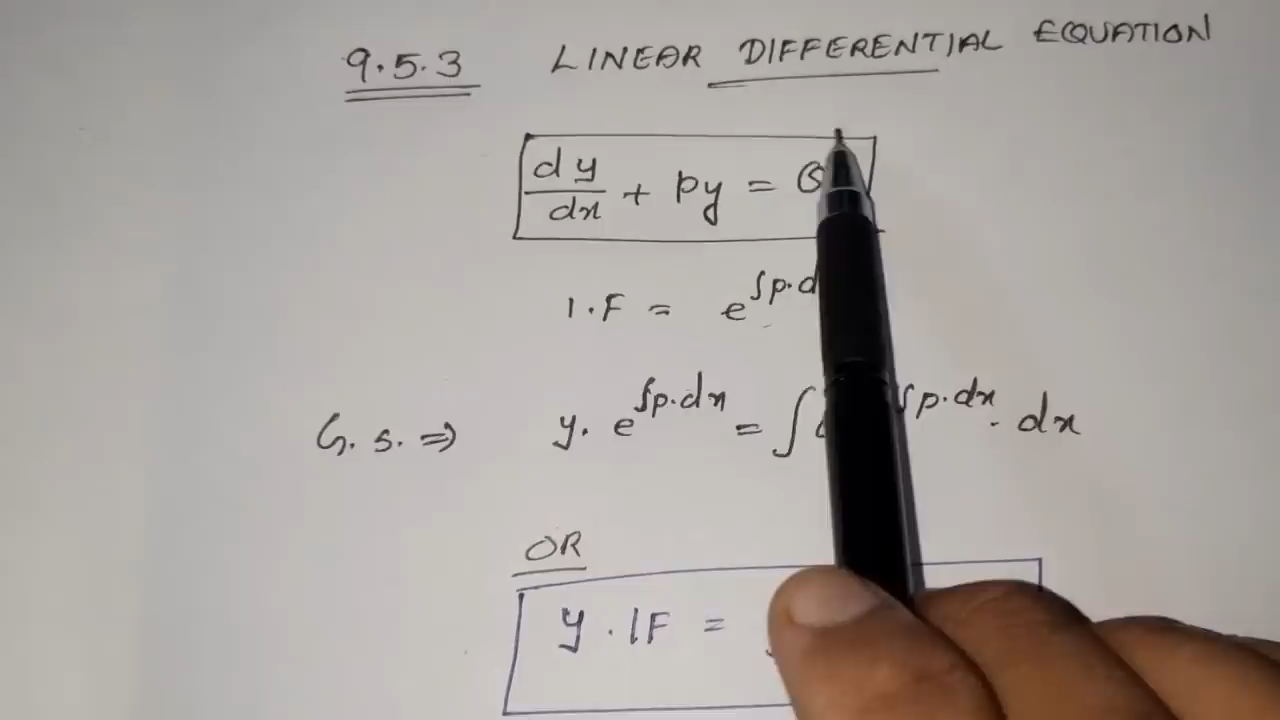 9.5.3 LINEAR DIFFERENTIAL EQUATION
dy/dx + py = Q
I.F = e^∫p.d
G.S. ⇒ y. e^∫p.dx = ∫ ∫p.dx . dx
OR
y . IF =